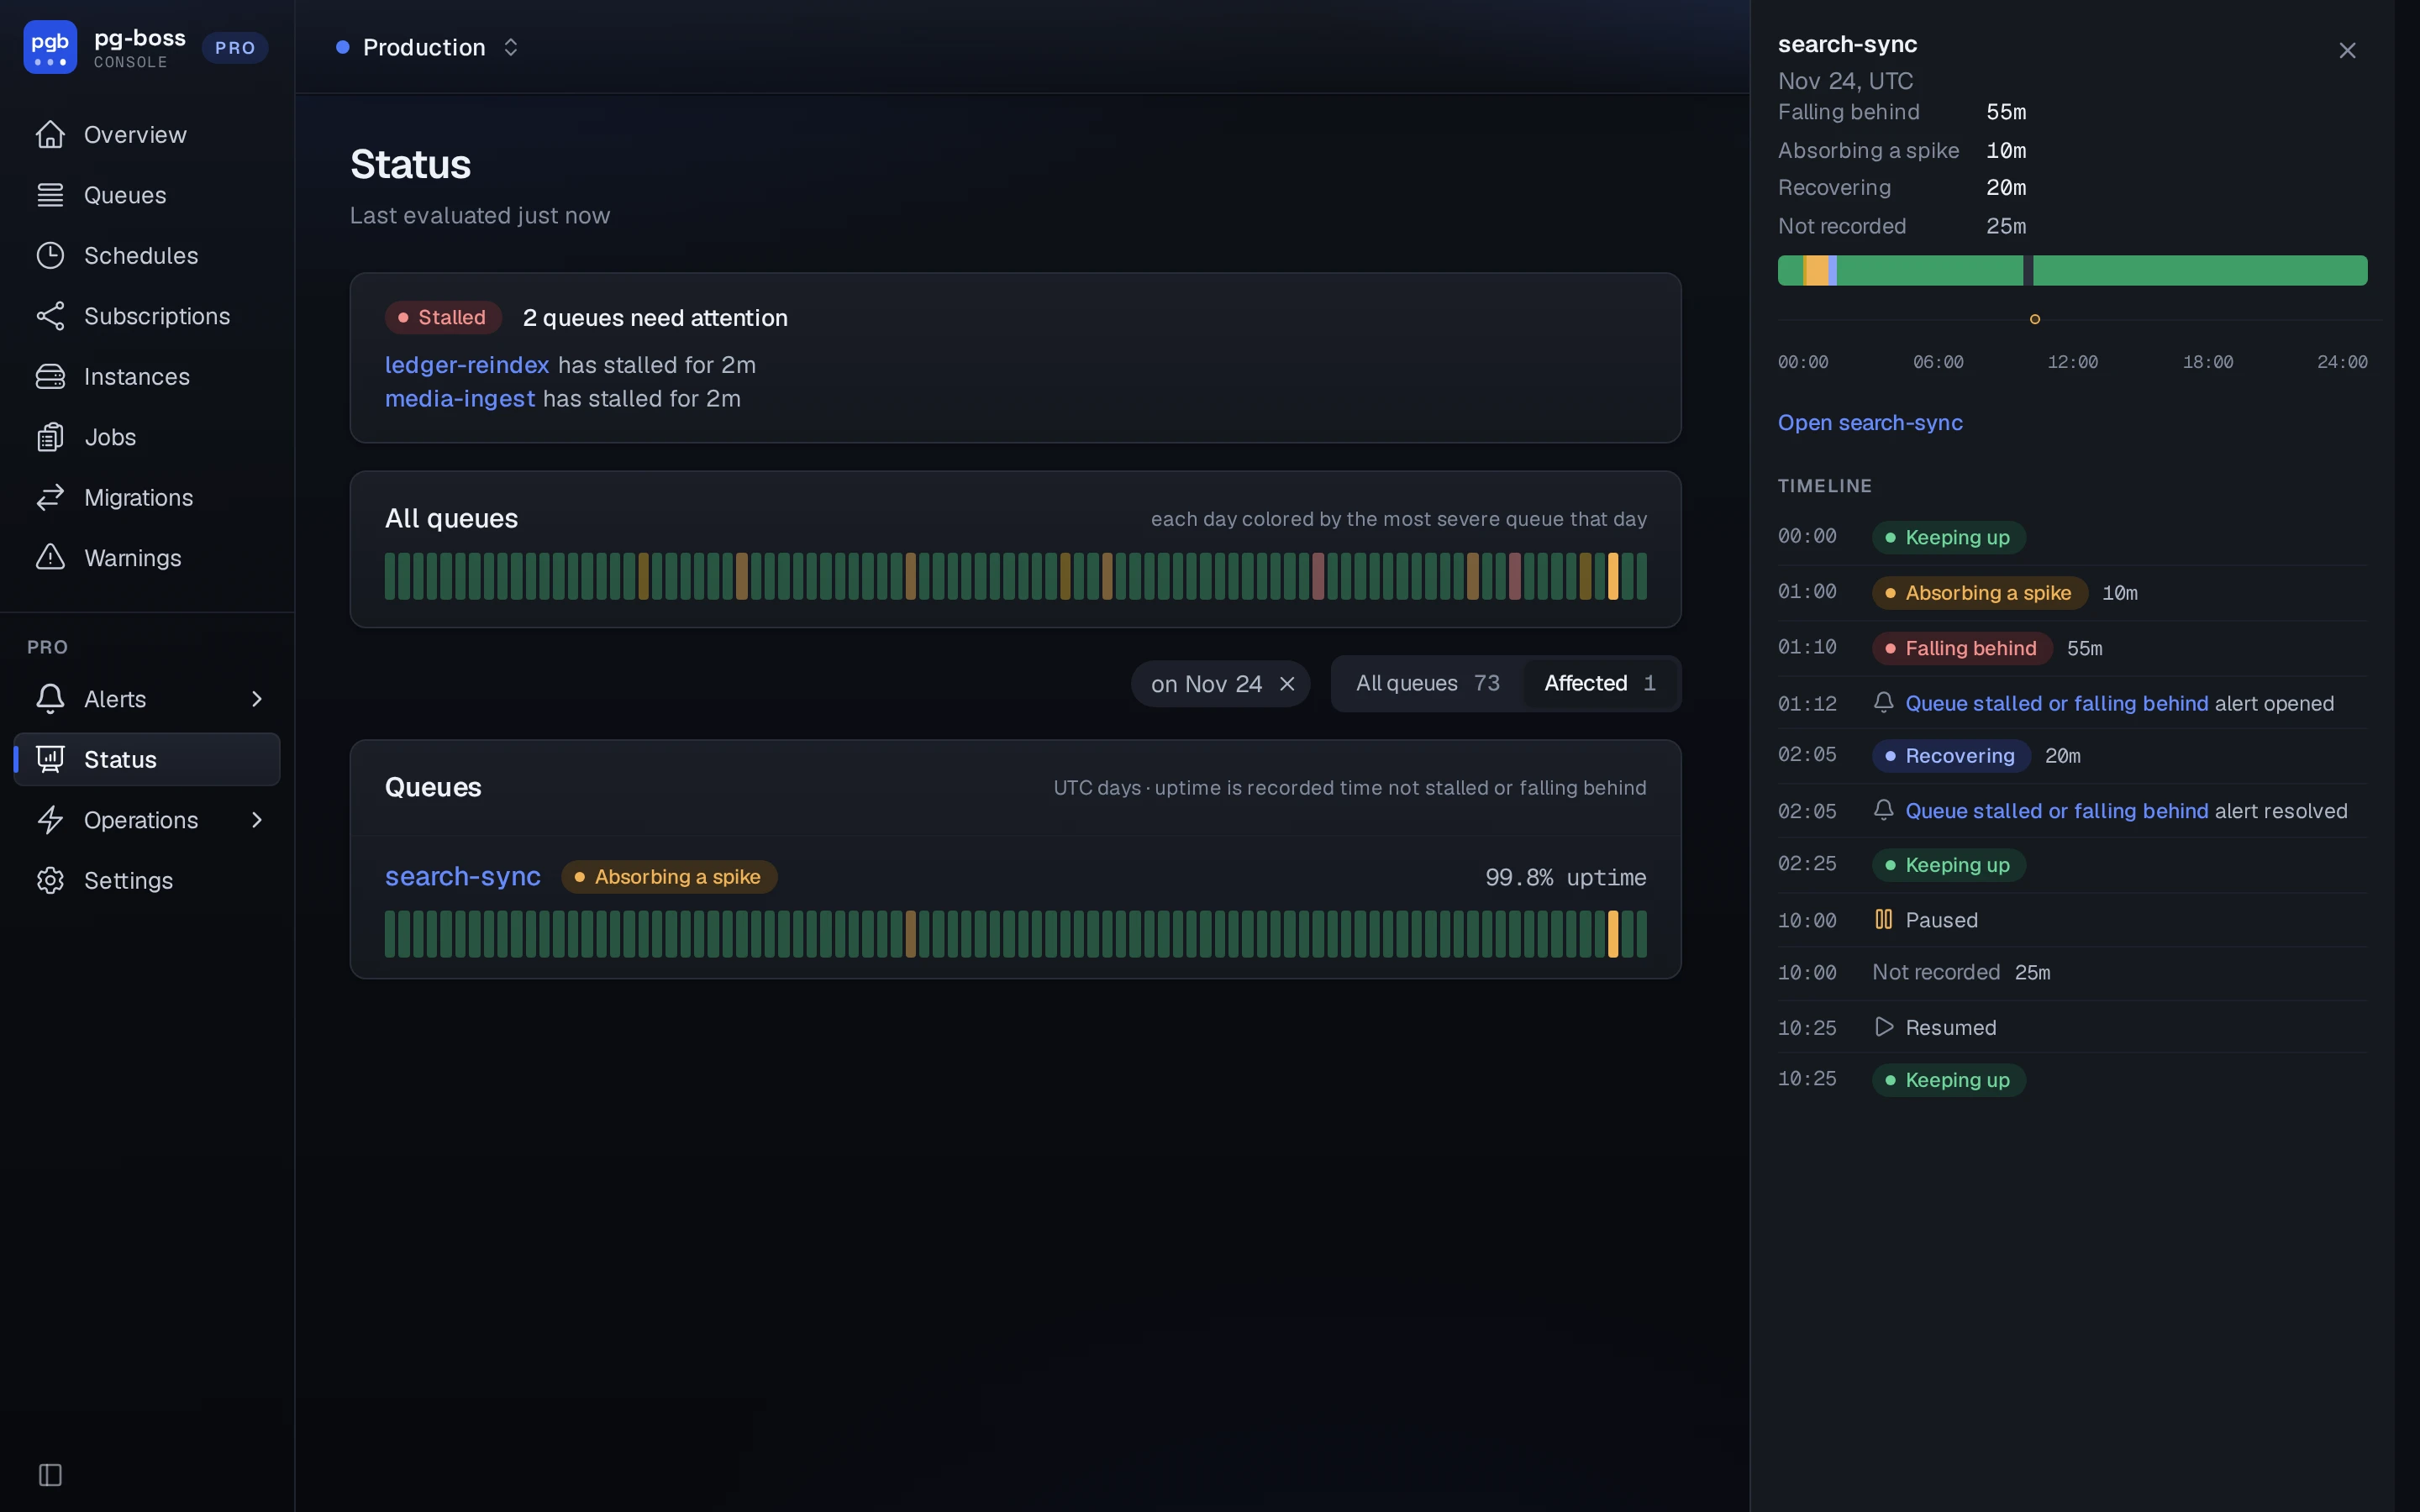 pgb
pg-boss
CONSOLE
PRO
Overview
Queues
Schedules
Subscriptions
Instances
Jobs
Migrations
Warnings
PRO
Alerts
Status
Operations
Settings
Production
Status
Last evaluated just now
Stalled 2 queues need attention
ledger-reindex has stalled for 2m
media-ingest has stalled for 2m
All queues each day colored by the most severe queue that day
on Nov 24 All queues 73 Affected 1
Queues UTC days · uptime is recorded time not stalled or falling behind
search-sync Absorbing a spike 99.8% uptime
search-sync
Nov 24, UTC
Falling behind 55m
Absorbing a spike 10m
Recovering 20m
Not recorded 25m
00:00 06:00 12:00 18:00 24:00
Open search-sync
TIMELINE
00:00 Keeping up
01:00 Absorbing a spike 10m
01:10 Falling behind 55m
01:12 Queue stalled or falling behind alert opened
02:05 Recovering 20m
02:05 Queue stalled or falling behind alert resolved
02:25 Keeping up
10:00 Paused
10:00 Not recorded 25m
10:25 Resumed
10:25 Keeping up